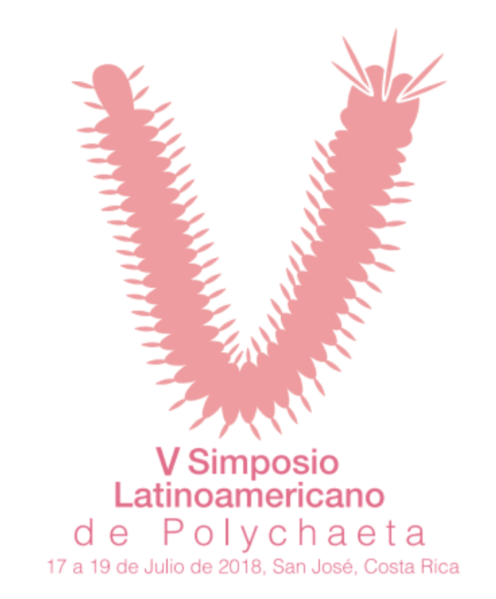 V Simposio
Latinoamericano
de Polychaeta
17 a 19 de Julio de 2018, San José, Costa Rica